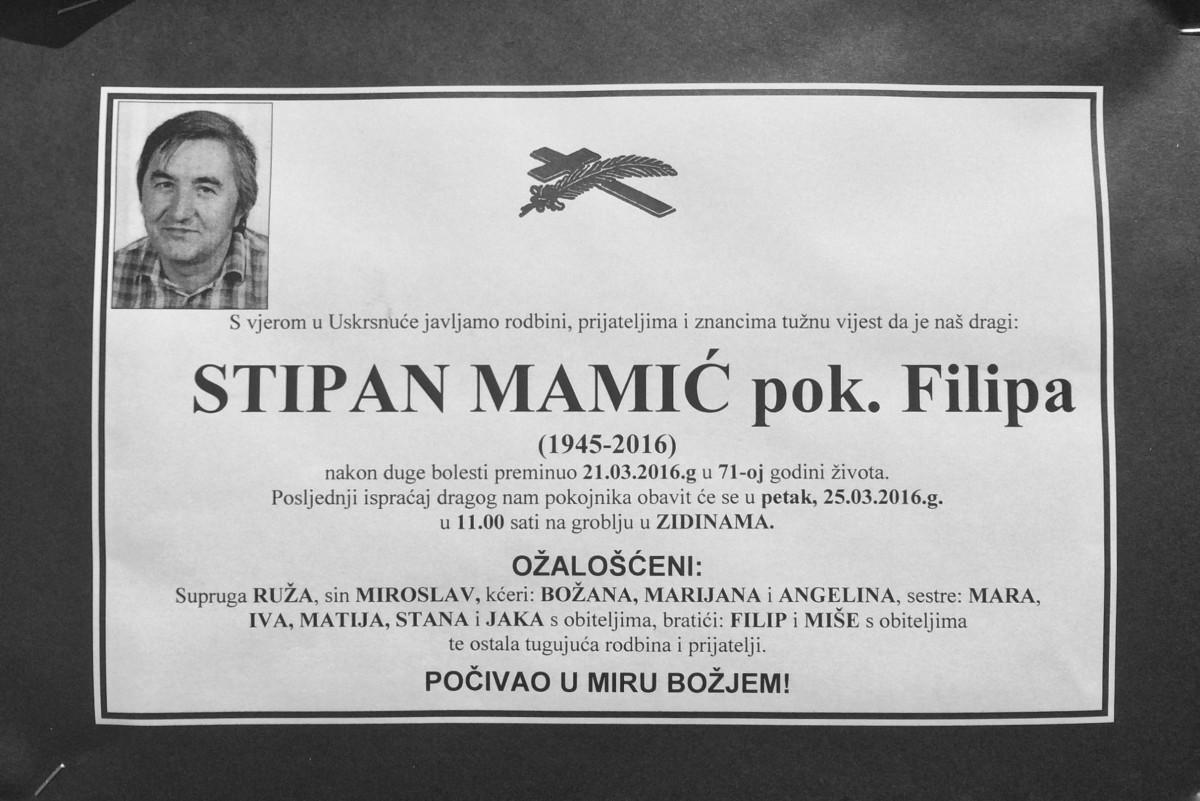 S vjerom u Uskrsnuće javljamo rodbini, prijateljima i znancima tužnu vijest da je naš dragi:
STIPAN MAMIĆ pok. Filipa
(1945-2016)
nakon duge bolesti preminuo 21.03.2016.g u 71-oj godini života.
Posljednji ispraćaj dragog nam pokojnika obavit će se u petak, 25.03.2016.g.
u 11.00 sati na groblju u ZIDINAMA.
OŽALOŠĆENI:
Supruga RUŽA, sin MIROSLAV, kćeri: BOŽANA, MARIJANA i ANGELINA, sestre: MARA,
IVA, MATIJA, STANA i JAKA s obiteljima, bratići: FILIP i MIŠE s obiteljima
te ostala tugujuća rodbina i prijatelji.
POČIVAO U MIRU BOŽJEM!